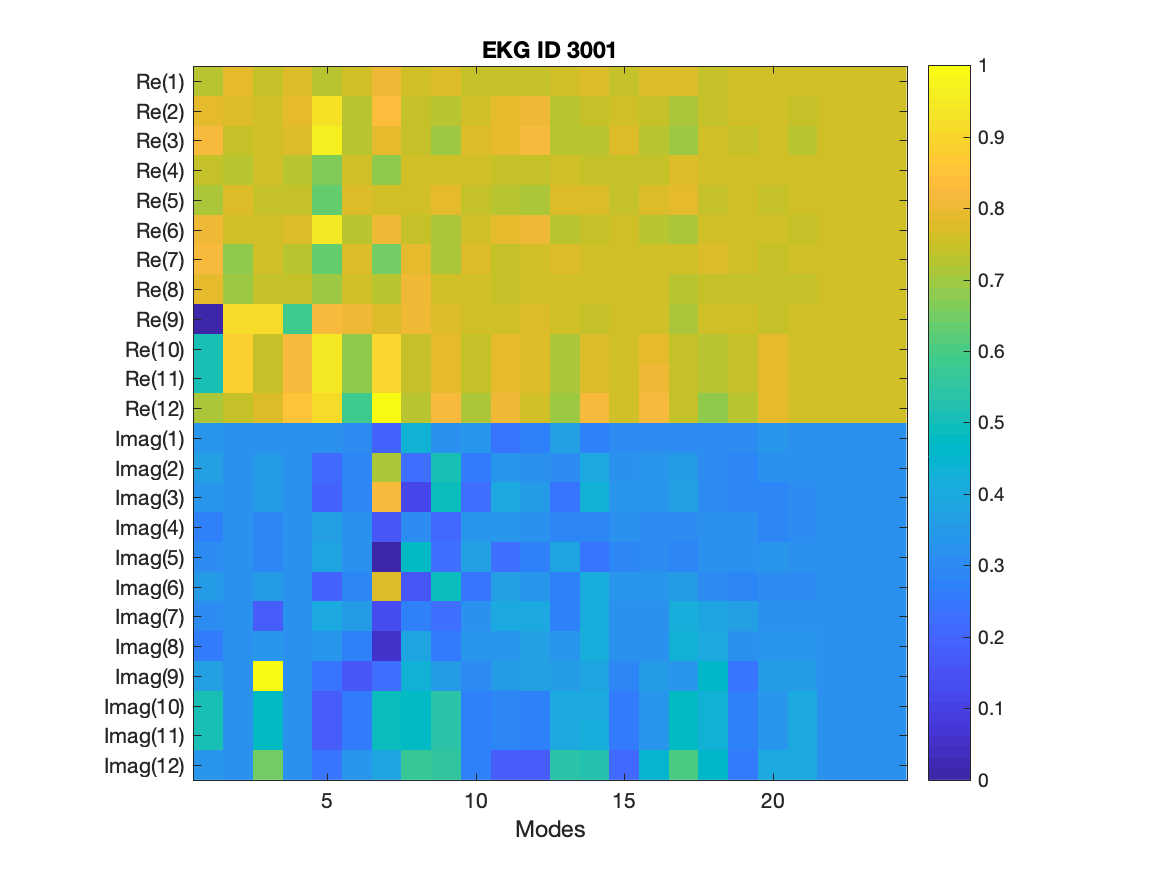 EKG ID 3001
Re(1)
Re(2)
Re(3)
Re(4)
Re(5)
Re(6)
Re(7)
Re(8)
Re(9)
Re(10)
Re(11)
Re(12)
Imag(1)
Imag(2)
Imag(3)
Imag(4)
Imag(5)
Imag(6)
Imag(7)
Imag(8)
Imag(9)
Imag(10)
Imag(11)
Imag(12)
5 10 15 20
Modes
1
0.9
0.8
0.7
0.6
0.5
0.4
0.3
0.2
0.1
0